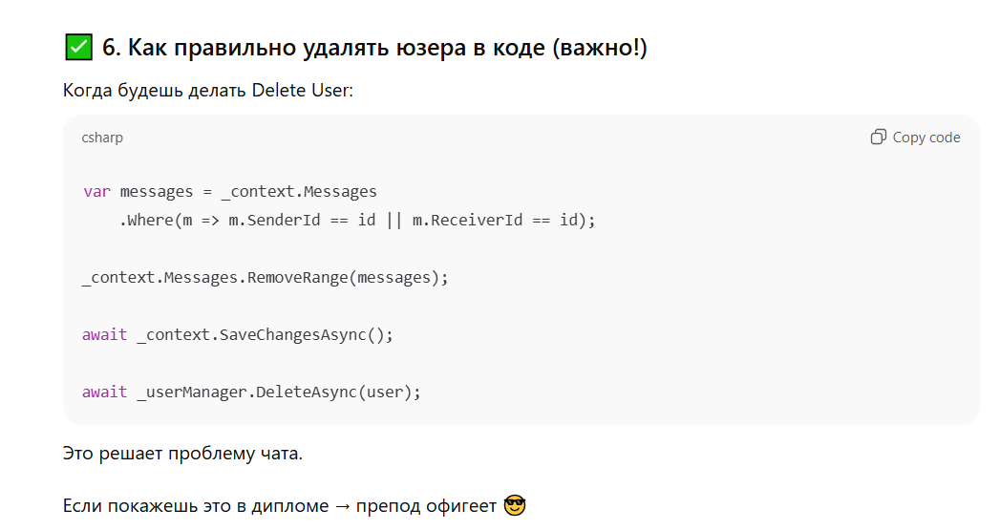 ✅ 6. Как правильно удалять юзера в коде (важно!)
Когда будешь делать Delete User:
csharp
Copy code
var messages = _context.Messages
    .Where(m => m.SenderId == id || m.ReceiverId == id);
_context.Messages.RemoveRange(messages);
await _context.SaveChangesAsync();
await _userManager.DeleteAsync(user);
Это решает проблему чата.
Если покажешь это в дипломе → препод офигеет 😎